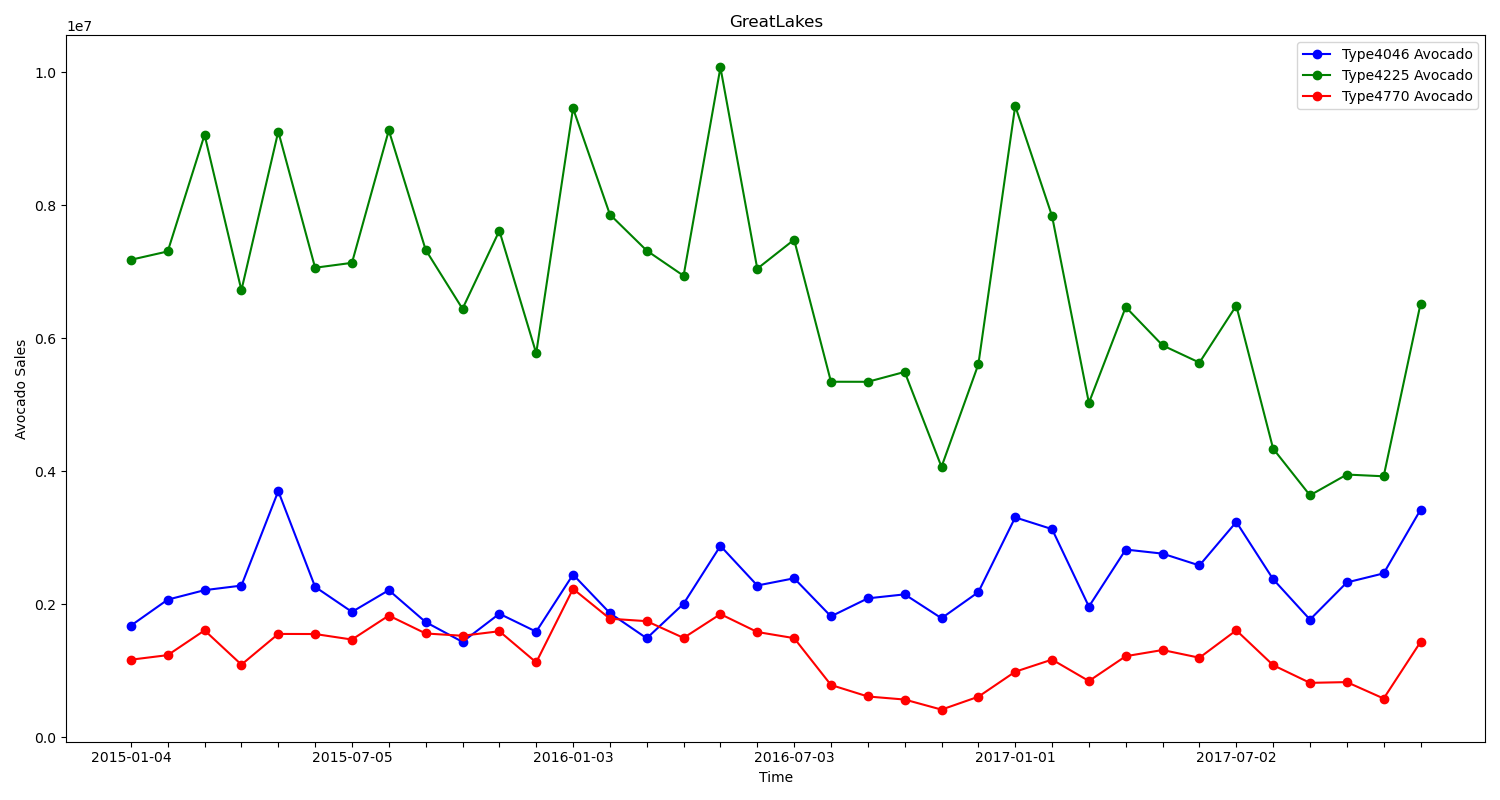 GreatLakes
1e7
Type4046 Avocado
Type4225 Avocado
Type4770 Avocado
1.0
0.8
0.6
0.4
0.2
0.0
Avocado Sales
2015-01-04 2015-07-05 2016-01-03 2016-07-03 2017-01-01 2017-07-02
Time